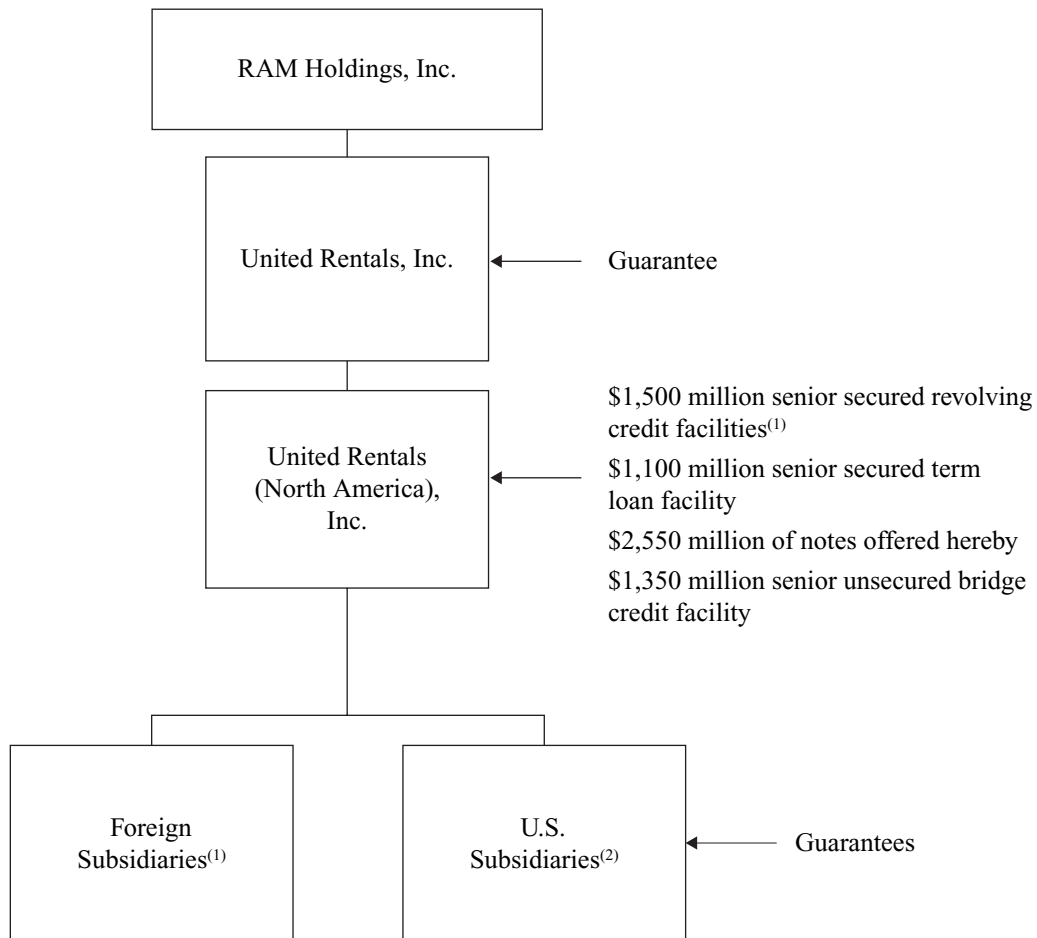 RAM Holdings, Inc.
United Rentals, Inc.
Guarantee
United Rentals
(North America),
Inc.
$1,500 million senior secured revolving
credit facilities(1)
$1,100 million senior secured term
loan facility
$2,550 million of notes offered hereby
$1,350 million senior unsecured bridge
credit facility
Foreign
Subsidiaries(1)
U.S.
Subsidiaries(2)
Guarantees